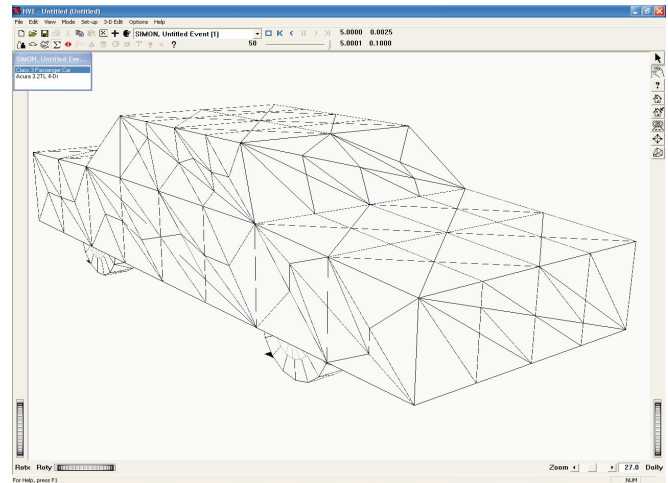 HVE - Untitled (Untitled)
File Edit View Mode Set-up 3-D Edit Options Help
SIMON, Untitled Event (1) 5.0000 0.0025
? 50 5.0001 0.1000
SIMON, Untitled Eve...
Class 3 Passenger Car
Acura 3.2TL 4-Dr
?
Rotx Roty Zoom 27.0 Dolly
For Help, press F1 NUM